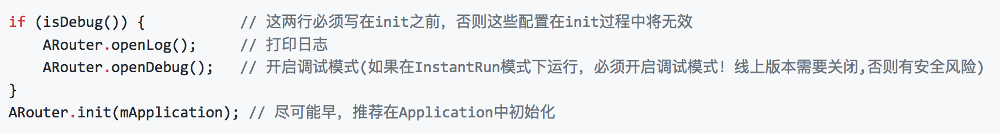 if (isDebug()) {           // 这两行必须写在init之前，否则这些配置在init过程中将无效
    ARouter.openLog();     // 打印日志
    ARouter.openDebug();   // 开启调试模式(如果在InstantRun模式下运行，必须开启调试模式！线上版本需要关闭,否则有安全风险)
}
ARouter.init(mApplication); // 尽可能早，推荐在Application中初始化